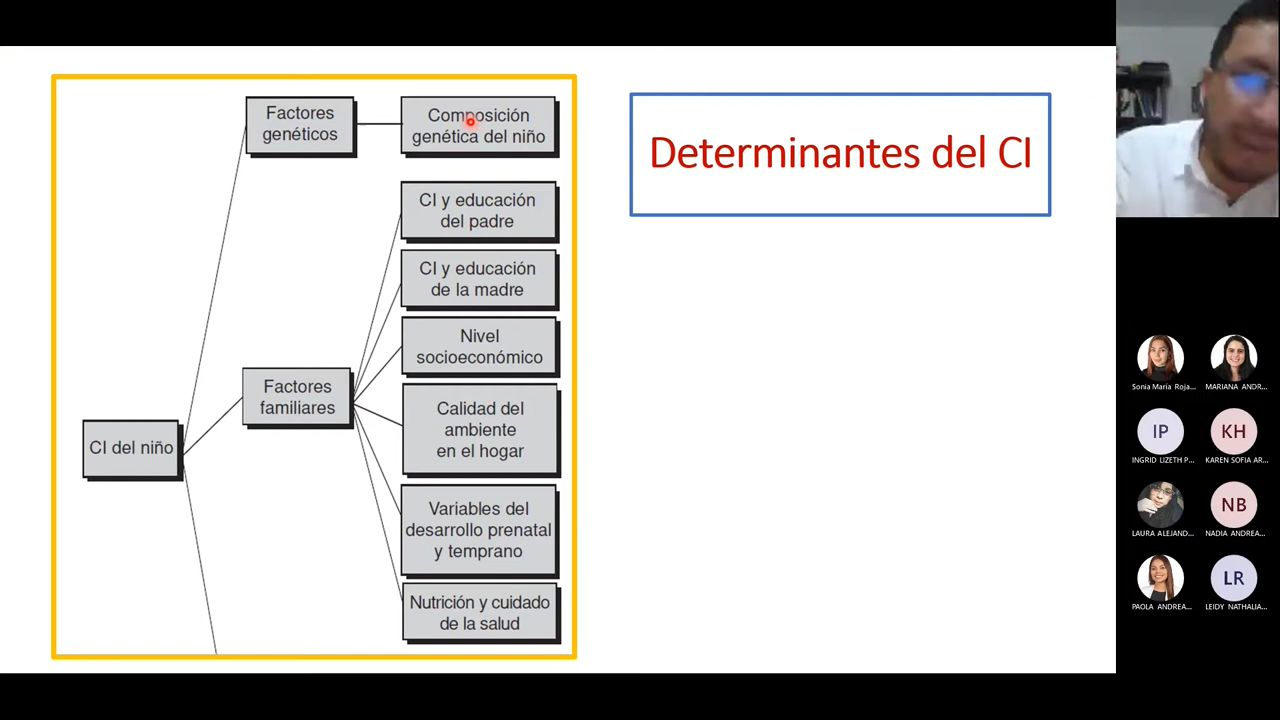 Factores
genéticos
Composición
genética del niño
Determinantes del CI
CI y educación
del padre
CI y educación
de la madre
Nivel
socioeconómico
Factores
familiares
Calidad del
ambiente
en el hogar
CI del niño
Variables del
desarrollo prenatal
y temprano
Nutrición y cuidado
de la salud
Sonia María Roja...
MARIANA ANDR...
IP
KH
INGRID LIZETH P...
KAREN SOFIA AR...
NB
LAURA ALEJAND...
NADIA ANDREA...
LR
PAOLA ANDREA...
LEIDY NATHALIA...